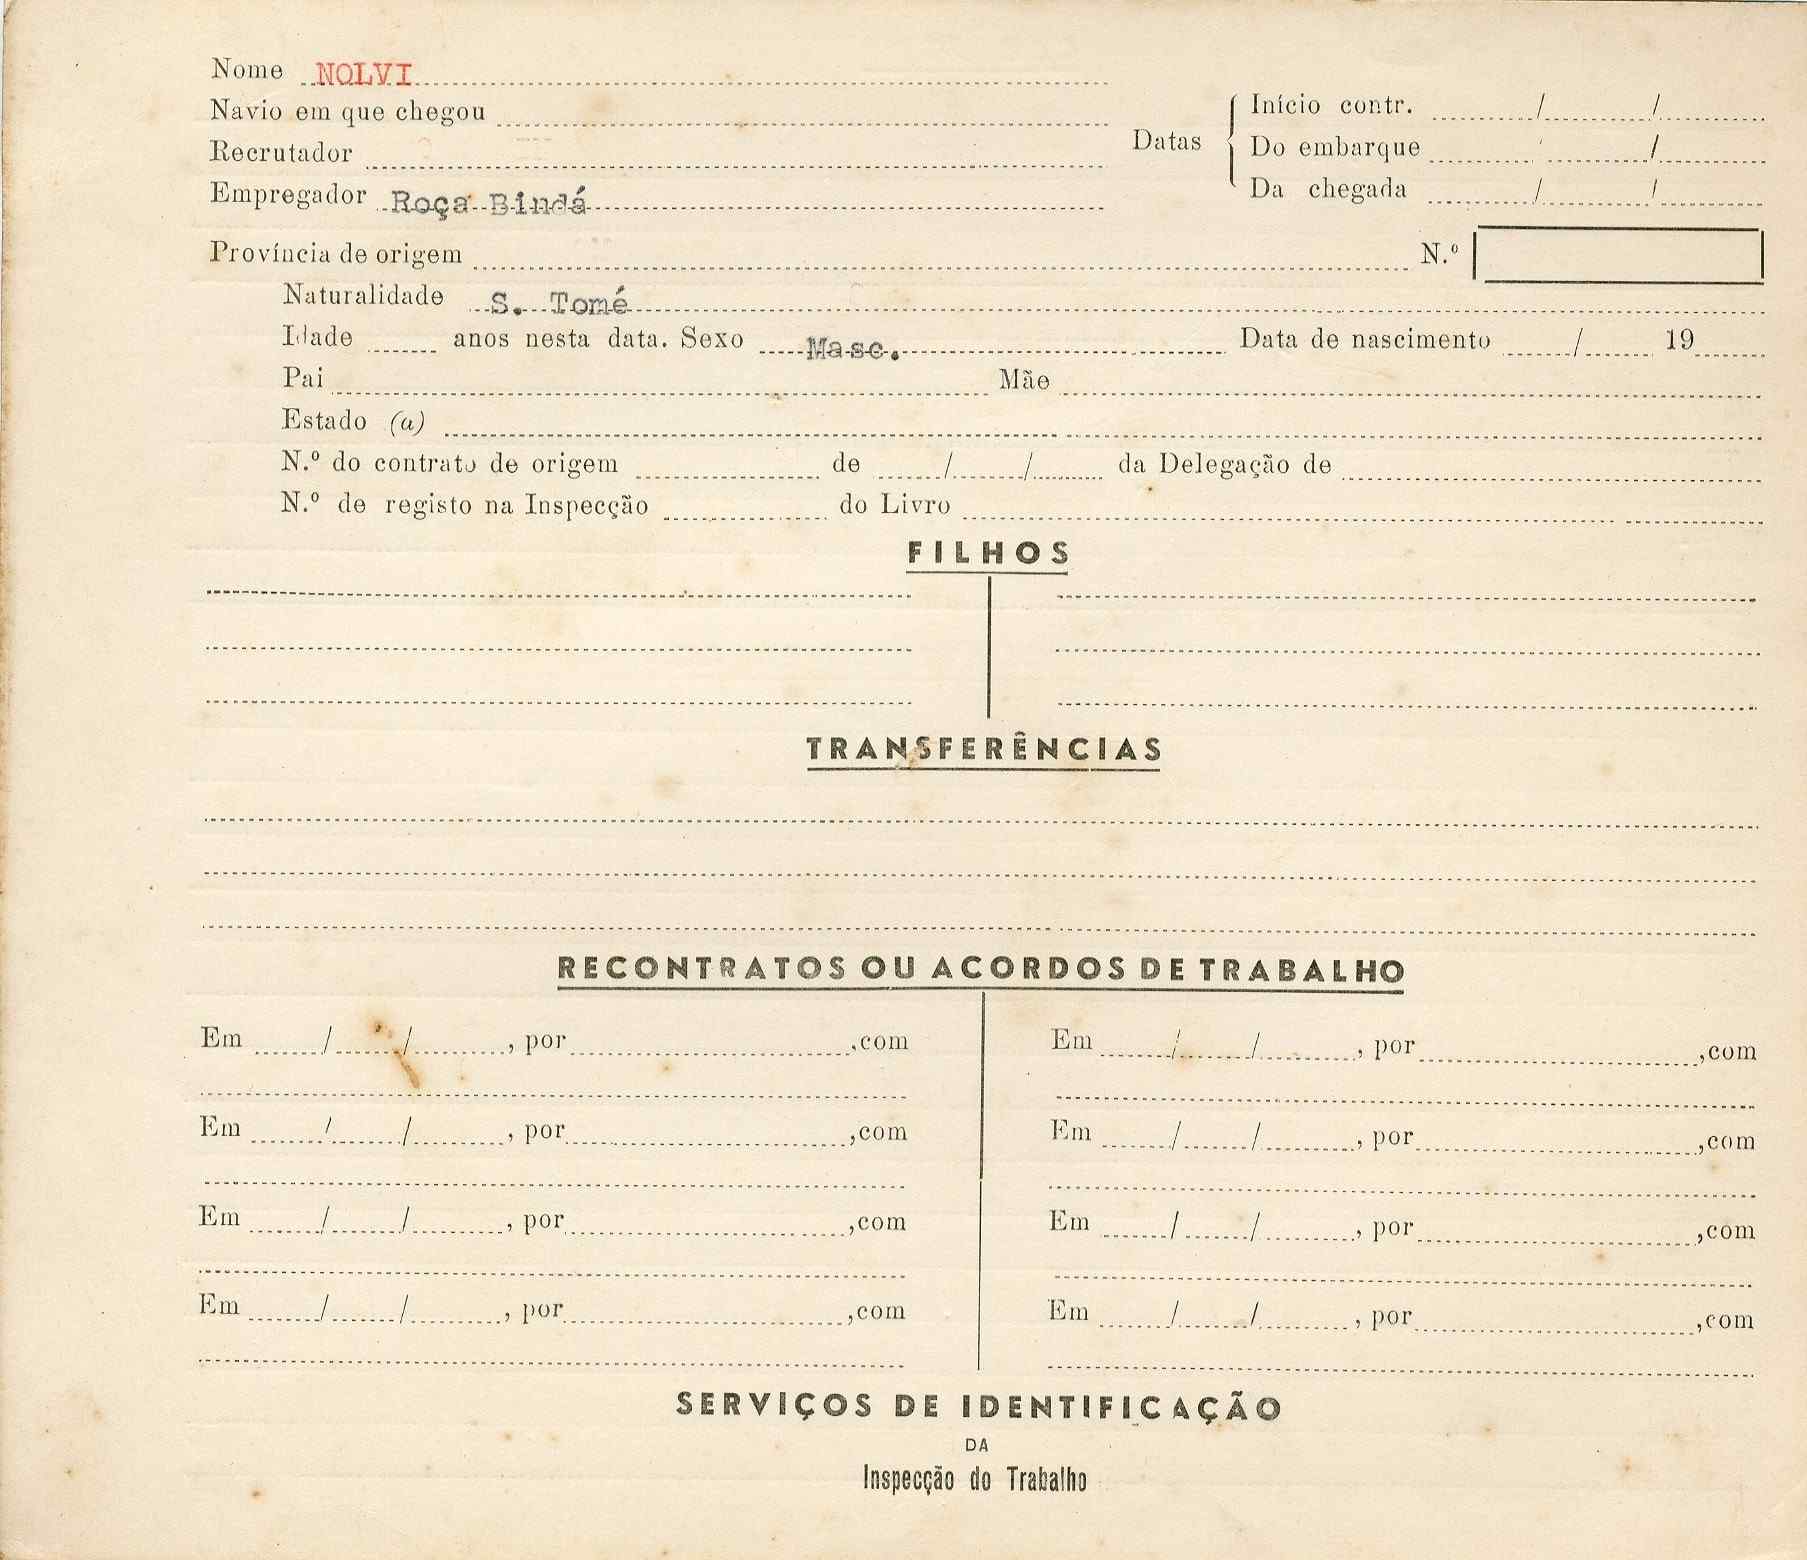 Nome NOLVI
Navio em que chegou
Recrutador
Empregador Roça Bindá
Datas
Início contr. / /
Do embarque / /
Da chegada / /
Província de origem N.º
Naturalidade S. Tomé
Idade anos nesta data. Sexo Masc. Data de nascimento / 19
Pai Mãe
Estado (a)
N.º do contrato de origem de / / da Delegação de
N.º de registo na Inspecção do Livro
FILHOS
TRANSFERÊNCIAS
RECONTRATOS OU ACORDOS DE TRABALHO
Em / / , por ,com
Em / / , por ,com
Em / / , por ,com
Em / / , por ,com
Em / / , por ,com
Em / / , por ,com
Em / / , por ,com
Em / / , por ,com
SERVIÇOS DE IDENTIFICAÇÃO
DA
Inspecção do Trabalho